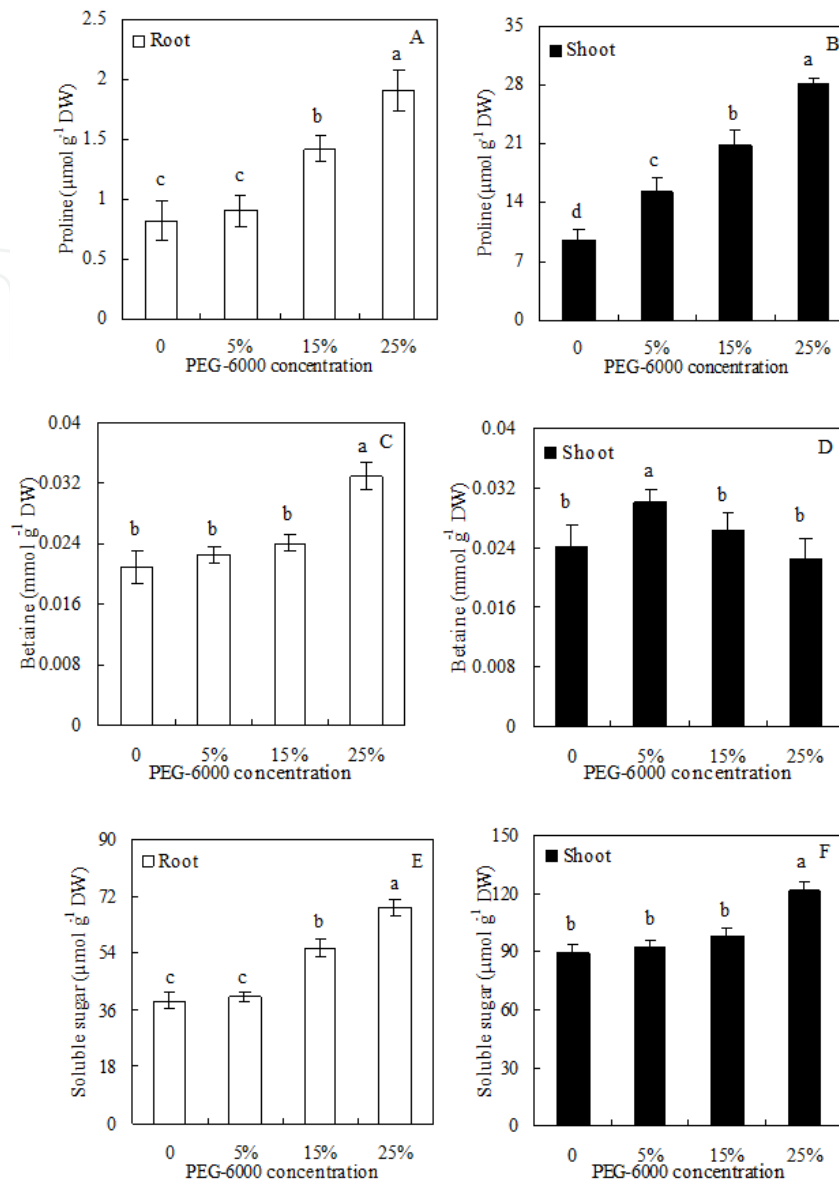 2.5
Root
A
a
2
b
1.5
c
c
1
0.5
0
0 5% 15% 25%
PEG-6000 concentration
Proline (µmol g-1 DW)
35
Shoot
B
a
28
b
21
c
14
d
7
0
0 5% 15% 25%
PEG-6000 concentration
Proline (µmol g-1 DW)
0.04
C
a
0.032
b b b
0.024
0.016
0.008
0
0 5% 15% 25%
PEG-6000 concentration
Betaine (mmol g-1 DW)
0.04
Shoot
D
a
0.032
b b b
0.024
0.016
0.008
0
0 5% 15% 25%
PEG-6000 concentration
Betaine (mmol g-1 DW)
90
Root
E
a
72
b
54
c c
36
18
0
0 5% 15% 25%
PEG-6000 concentration
Soluble sugar (µmol g-1 DW)
150
Shoot
F
a
120
b b b
90
60
30
0
0 5% 15% 25%
PEG-6000 concentration
Soluble sugar (µmol g-1 DW)